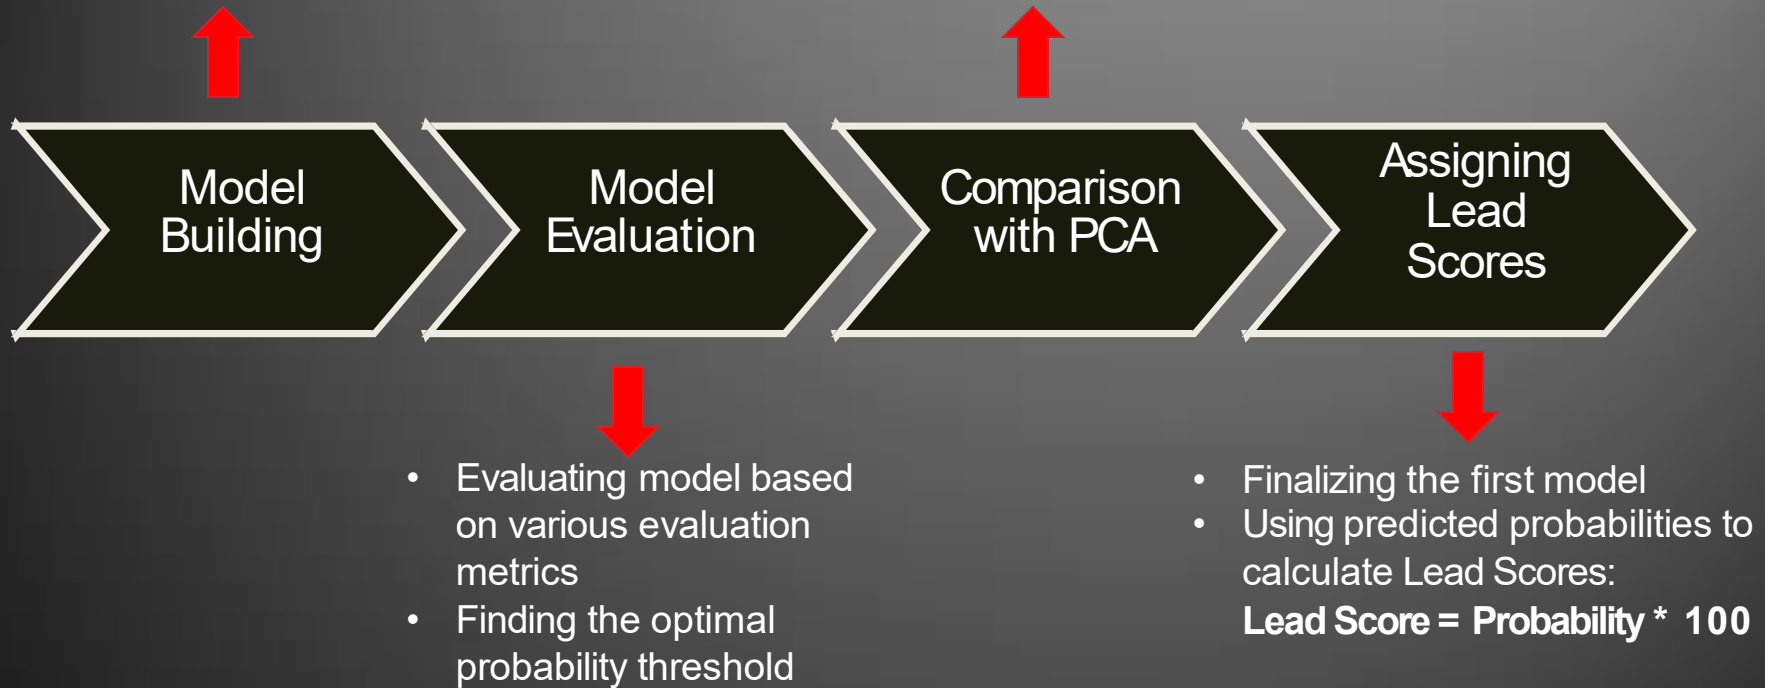 Model
Building
Model
Evaluation
Comparison
with PCA
Assigning
Lead
Scores
• Evaluating model based
on various evaluation
metrics
• Finding the optimal
probability threshold
• Finalizing the first model
• Using predicted probabilities to
calculate Lead Scores:
Lead Score = Probability * 100